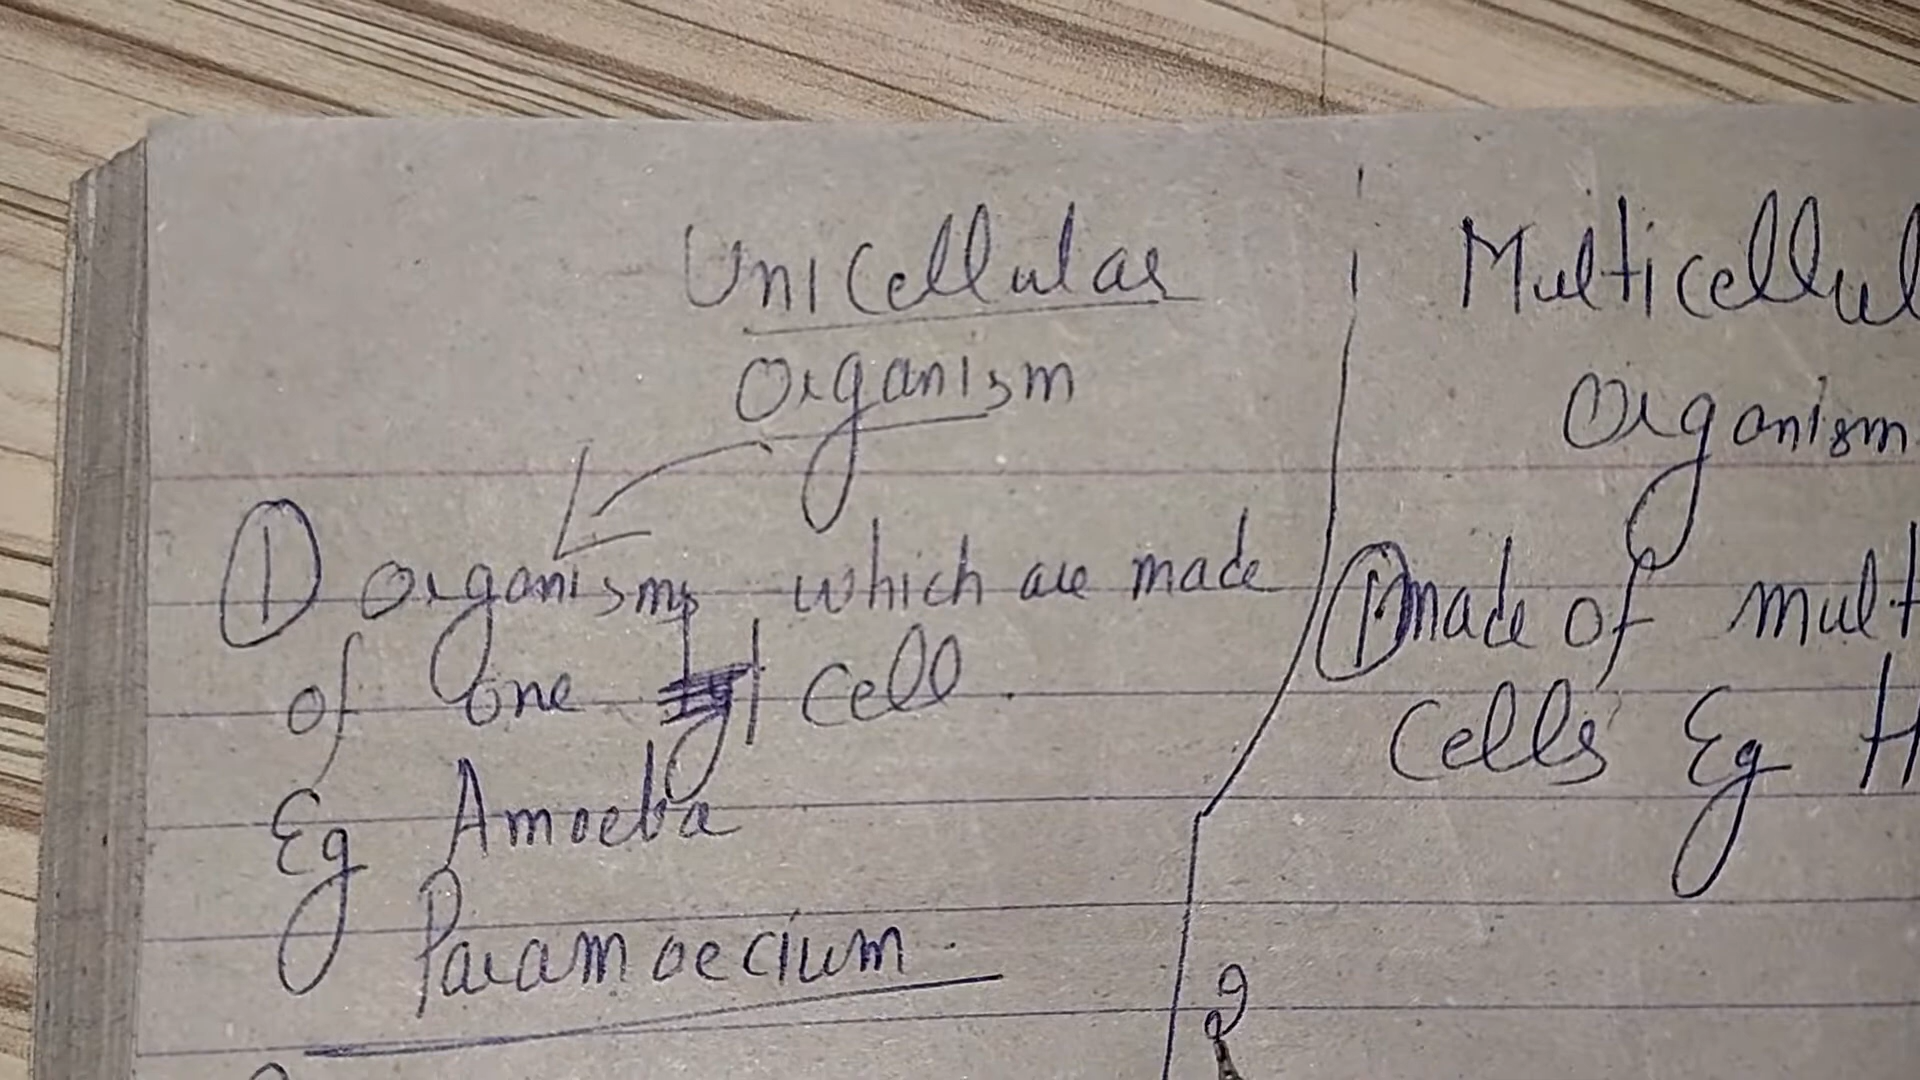 Unicellular
Organism
① Organisms which are made
of one cell.
Eg Amoeba
Paramoecium.
Multicellul
Organism
① made of mult
Cells Eg H
2